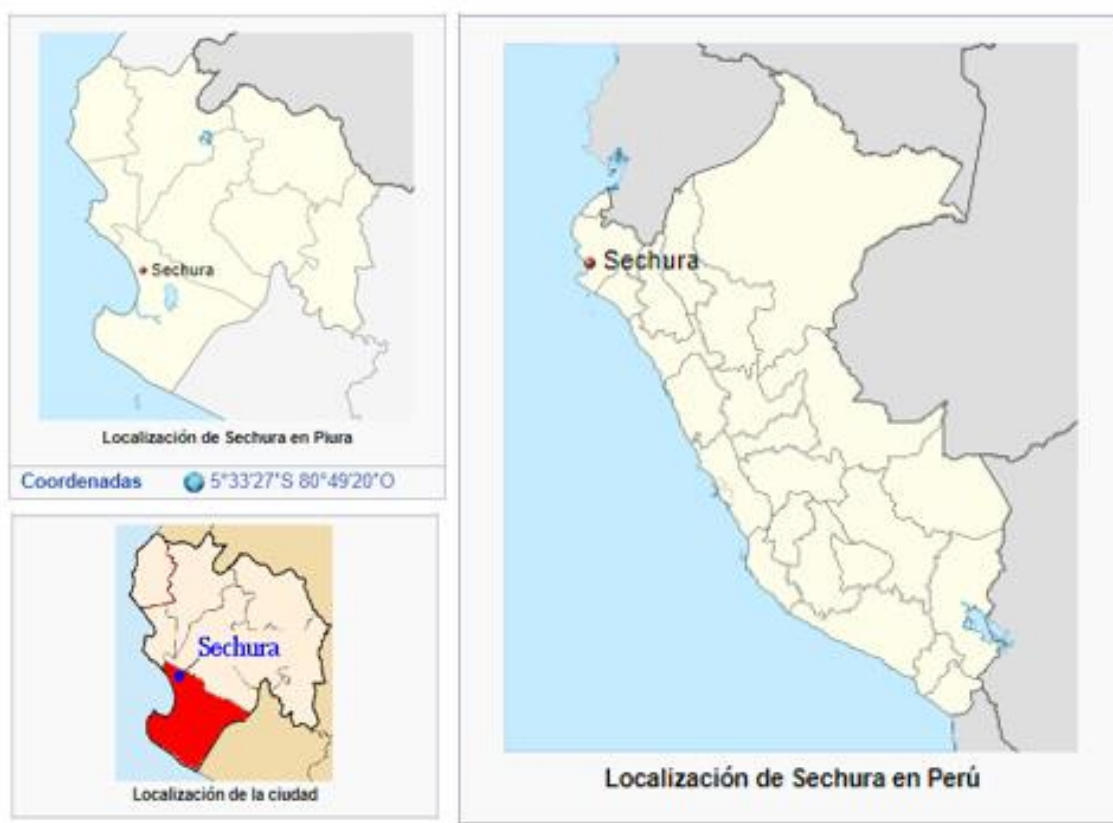 Sechura
Localización de Sechura en Piura
Coordenadas 5°33'27"S 80°49'20"O
Sechura
Localización de la ciudad
Sechura
Localización de Sechura en Perú